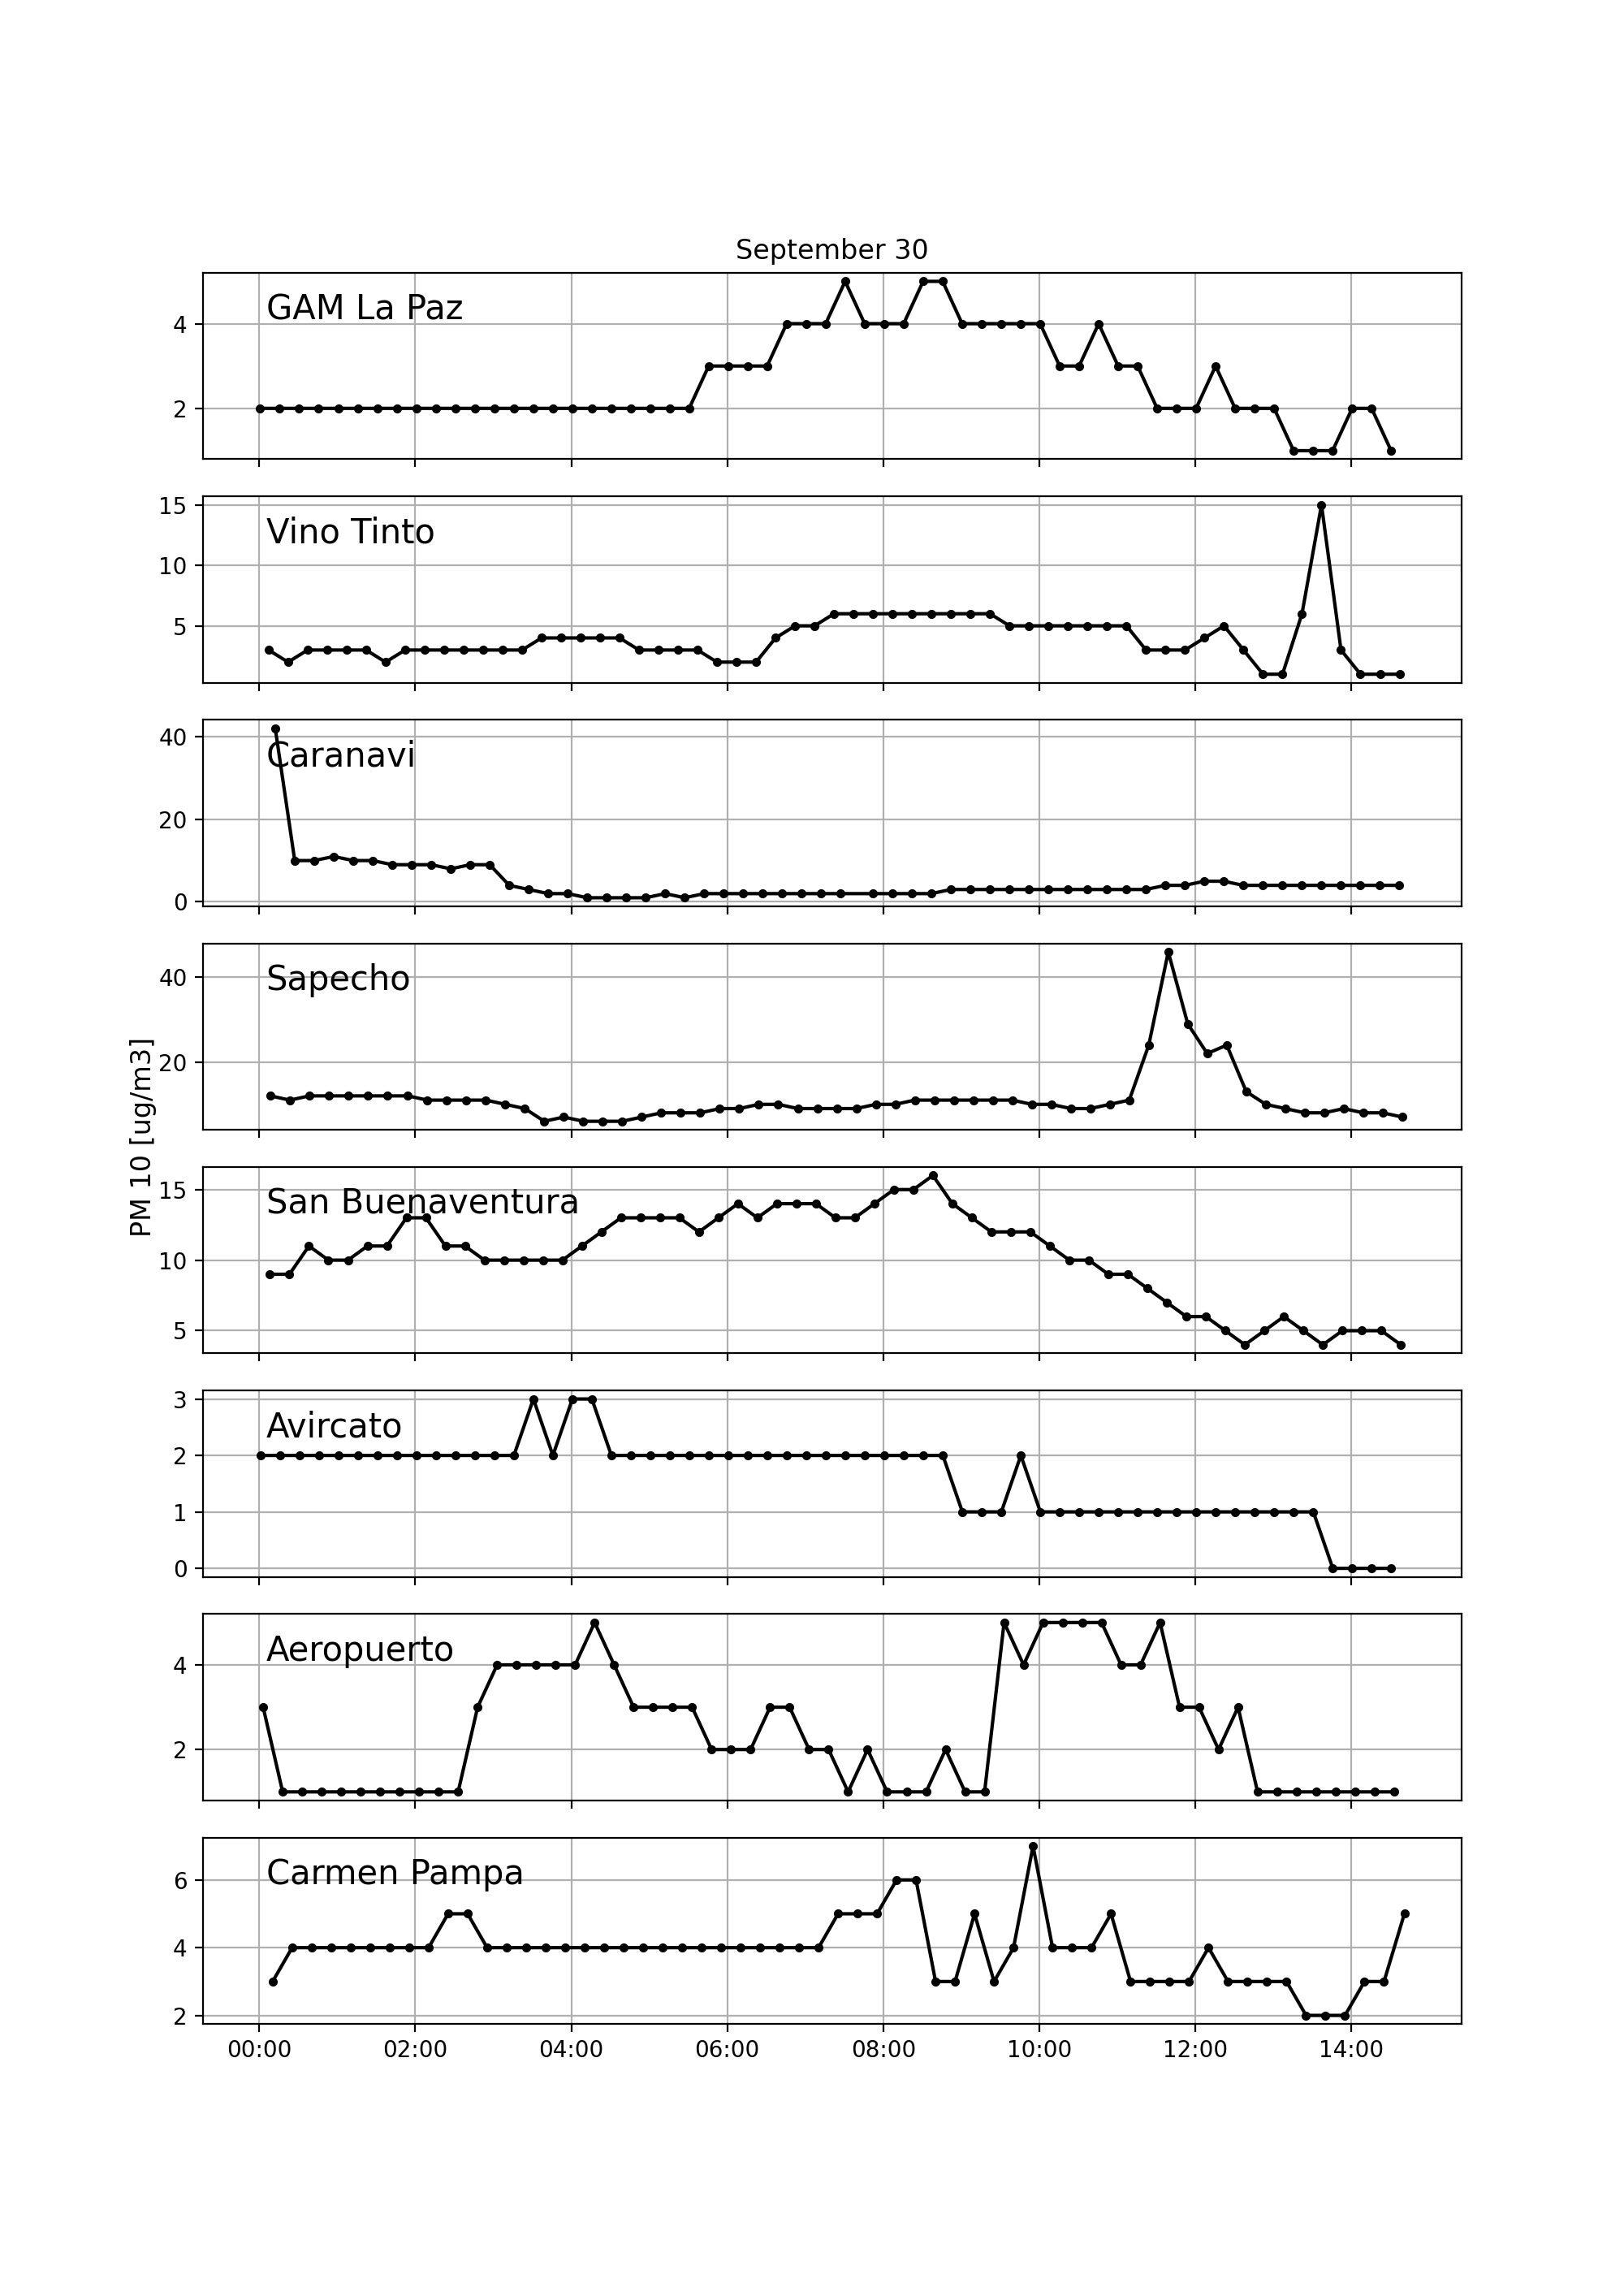 September 30
GAM La Paz
4
2
Vino Tinto
15
10
5
Caranavi
40
20
0
Sapecho
40
20
PM 10 [ug/m3]
San Buenaventura
15
10
5
Avircato
3
2
1
0
Aeropuerto
4
2
Carmen Pampa
6
4
2
00:00 02:00 04:00 06:00 08:00 10:00 12:00 14:00